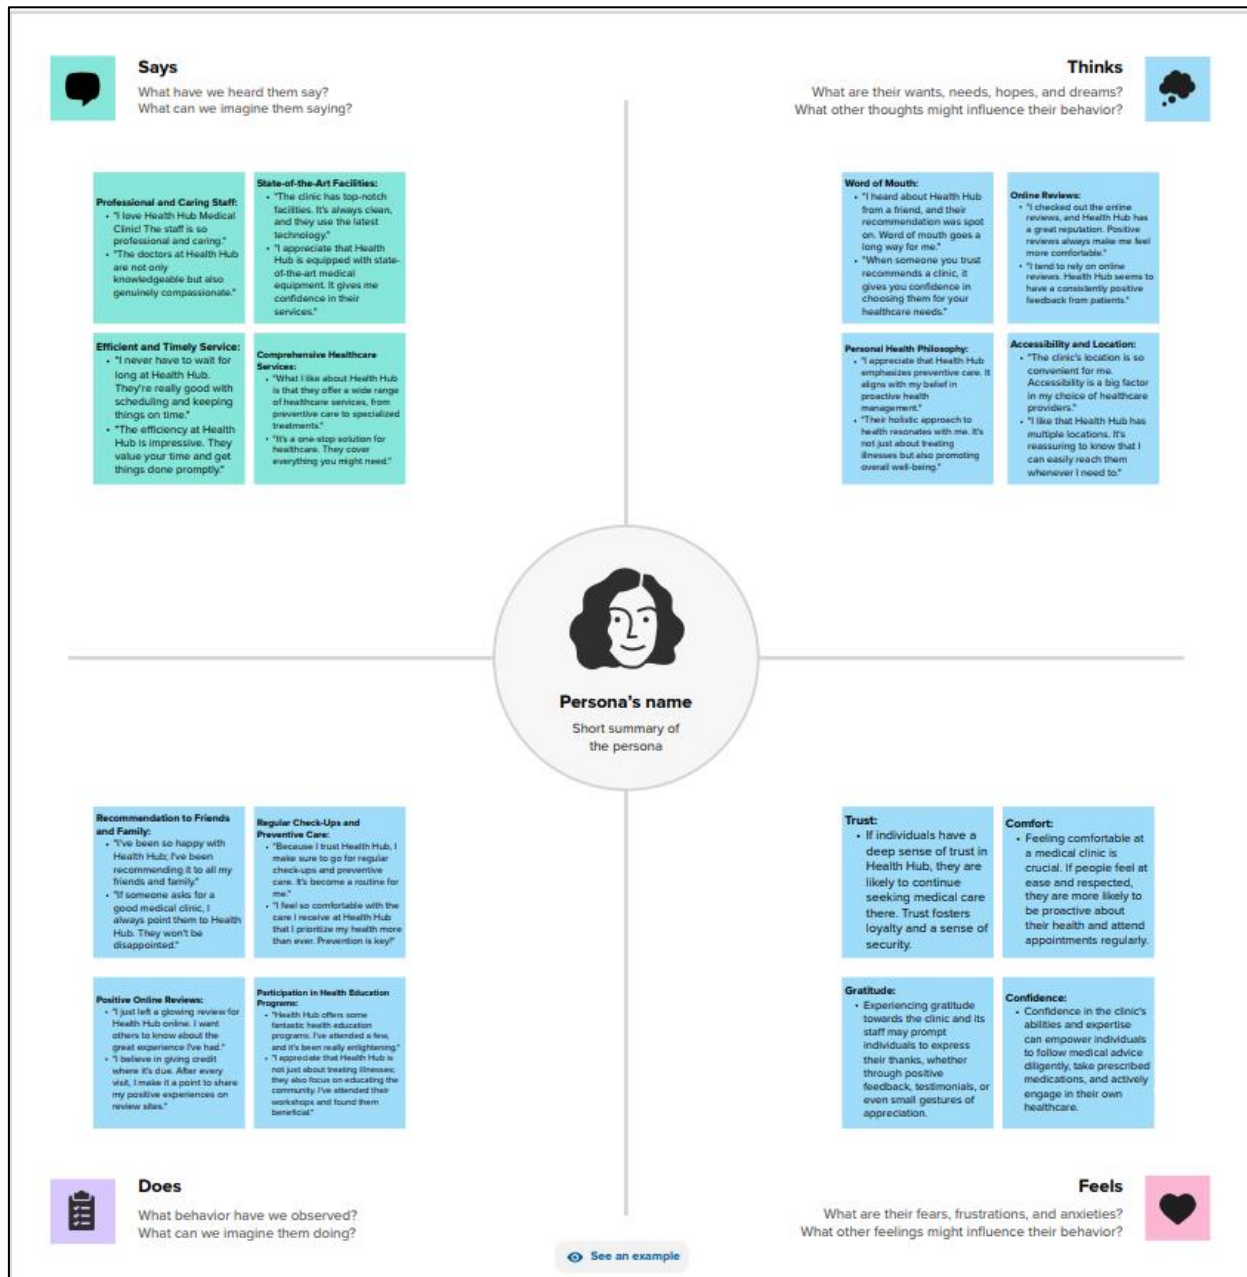 Says
What have we heard them say?
What can we imagine them saying?
Thinks
What are their wants, needs, hopes, and dreams?
What other thoughts might influence their behavior?
Professional and Caring Staff:
• "I love Health Hub Medical
Clinic! The staff is so
professional and caring."
• "The doctors at Health Hub
are not only
knowledgeable but also
genuinely compassionate."
State-of-the-Art Facilities:
• "The clinic has top-notch
facilities. It's always clean,
and they use the latest
technology."
• "I appreciate that Health
Hub is equipped with state-
of-the-art medical
equipment. It gives me
confidence in their
services."
Efficient and Timely Service:
• "I never have to wait for
long at Health Hub.
They're really good with
scheduling and keeping
things on time."
• "The efficiency at Health
Hub is impressive. They
value your time and get
things done promptly."
Comprehensive Healthcare
Services:
• "What I like about Health Hub
is that they offer a wide range
of healthcare services, from
preventive care to specialized
treatments."
• "It's a one-stop solution for
healthcare. They cover
everything you might need."
Word of Mouth:
• "I heard about Health Hub
from a friend, and their
recommendation was spot
on. Word of mouth goes a
long way for me."
• "When someone you trust
recommends a clinic, it
gives you confidence in
choosing them for your
healthcare needs."
Online Reviews:
• "I checked out the online
reviews, and Health Hub has
a great reputation. Positive
reviews always make me feel
more comfortable."
• "I tend to rely on online
reviews. Health Hub seems to
have a consistently positive
feedback from patients."
Personal Health Philosophy:
• "I appreciate that Health Hub
emphasizes preventive care. It
aligns with my belief in
proactive health
management."
• "Their holistic approach to
health resonates with me. It's
not just about treating
illnesses but also promoting
overall well-being."
Accessibility and Location:
• "The clinic's location is so
convenient for me.
Accessibility is a big factor
in my choice of healthcare
providers."
• "I like that Health Hub has
multiple locations. It's
reassuring to know that I
can easily reach them
whenever I need to."
Persona's name
Short summary of
the persona
Recommendation to Friends
and Family:
• "I've been so happy with
Health Hub; I've been
recommending it to all my
friends and family."
• "If someone asks for a
good medical clinic, I
always point them to Health
Hub. They won't be
disappointed."
Regular Check-Ups and
Preventive Care:
• "Because I trust Health Hub, I
make sure to go for regular
check-ups and preventive
care. It's become a routine for
me."
• "I feel so comfortable with the
care I receive at Health Hub
that I prioritize my health more
than ever. Prevention is key!"
Positive Online Reviews:
• "I just left a glowing review for
Health Hub online. I want
others to know about the
great experience I've had."
• "I believe in giving credit
where it's due. After every
visit, I make it a point to share
my positive experiences on
review sites."
Participation in Health Education
Programs:
• "Health Hub offers some
fantastic health education
programs. I've attended a few,
and it's been really enlightening."
• "I appreciate that Health Hub is
not just about treating illnesses;
they also focus on educating the
community. I've attended their
workshops and found them
beneficial."
Trust:
• If individuals have a
deep sense of trust in
Health Hub, they are
likely to continue
seeking medical care
there. Trust fosters
loyalty and a sense of
security.
Comfort:
• Feeling comfortable at
a medical clinic is
crucial. If people feel at
ease and respected,
they are more likely to
be proactive about
their health and attend
appointments regularly.
Gratitude:
• Experiencing gratitude
towards the clinic and its
staff may prompt
individuals to express
their thanks, whether
through positive
feedback, testimonials, or
even small gestures of
appreciation.
Confidence:
• Confidence in the clinic's
abilities and expertise
can empower individuals
to follow medical advice
diligently, take prescribed
medications, and actively
engage in their own
healthcare.
Does
What behavior have we observed?
What can we imagine them doing?
Feels
What are their fears, frustrations, and anxieties?
What other feelings might influence their behavior?
See an example